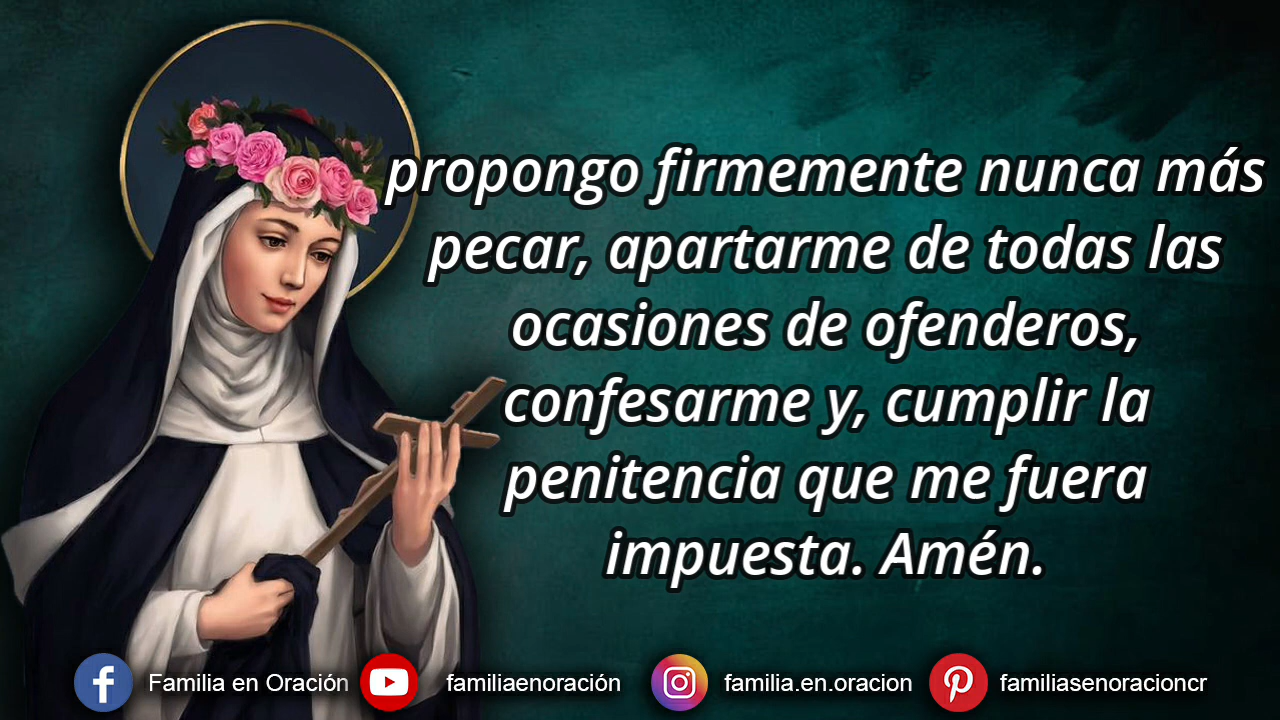 propongo firmemente nunca más
pecar, apartarme de todas las
ocasiones de ofenderos,
confesarme y, cumplir la
penitencia que me fuera
impuesta. Amén.
Familia en Oración familiaenoración familia.en.oracion familiasenoracioncr